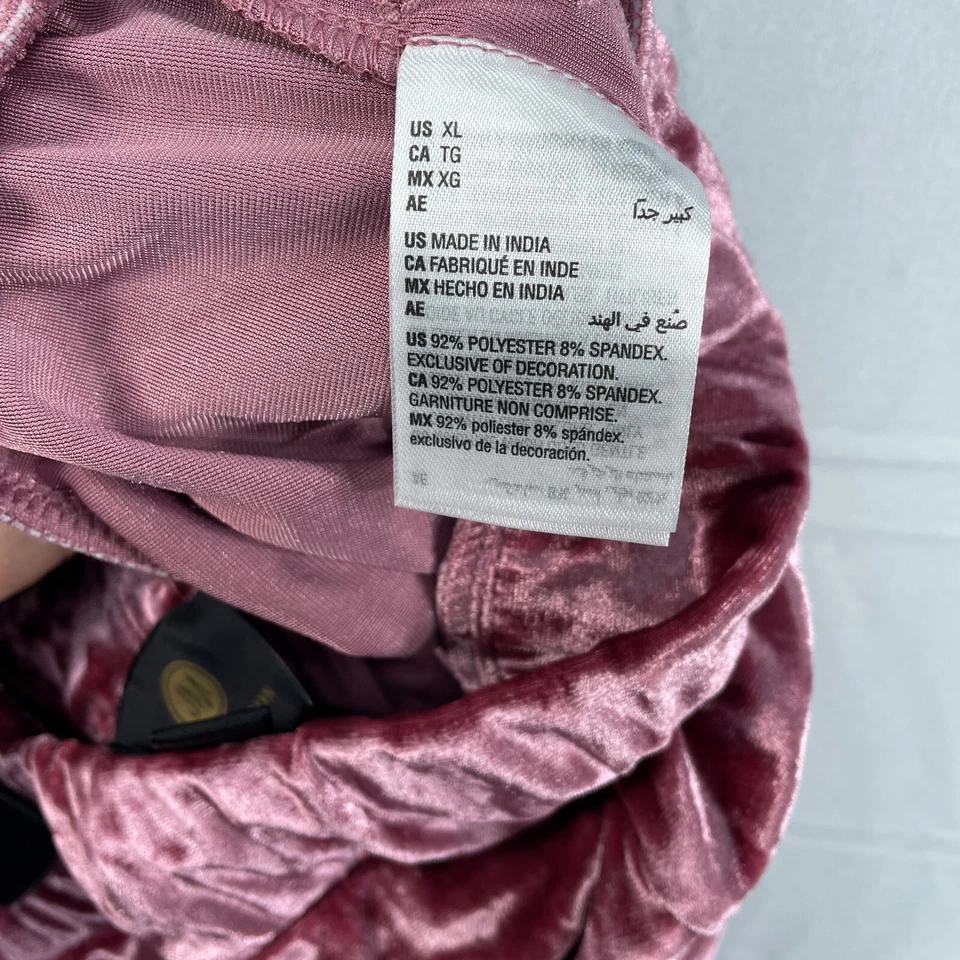 US XL
CA TG
MX XG
AE كبير جدًا
US MADE IN INDIA
CA FABRIQUÉ EN INDE
MX HECHO EN INDIA
AE صُنع في الهند
US 92% POLYESTER 8% SPANDEX.
EXCLUSIVE OF DECORATION.
CA 92% POLYESTER 8% SPANDEX.
GARNITURE NON COMPRISE.
MX 92% poliester 8% spándex.
exclusivo de la decoración.